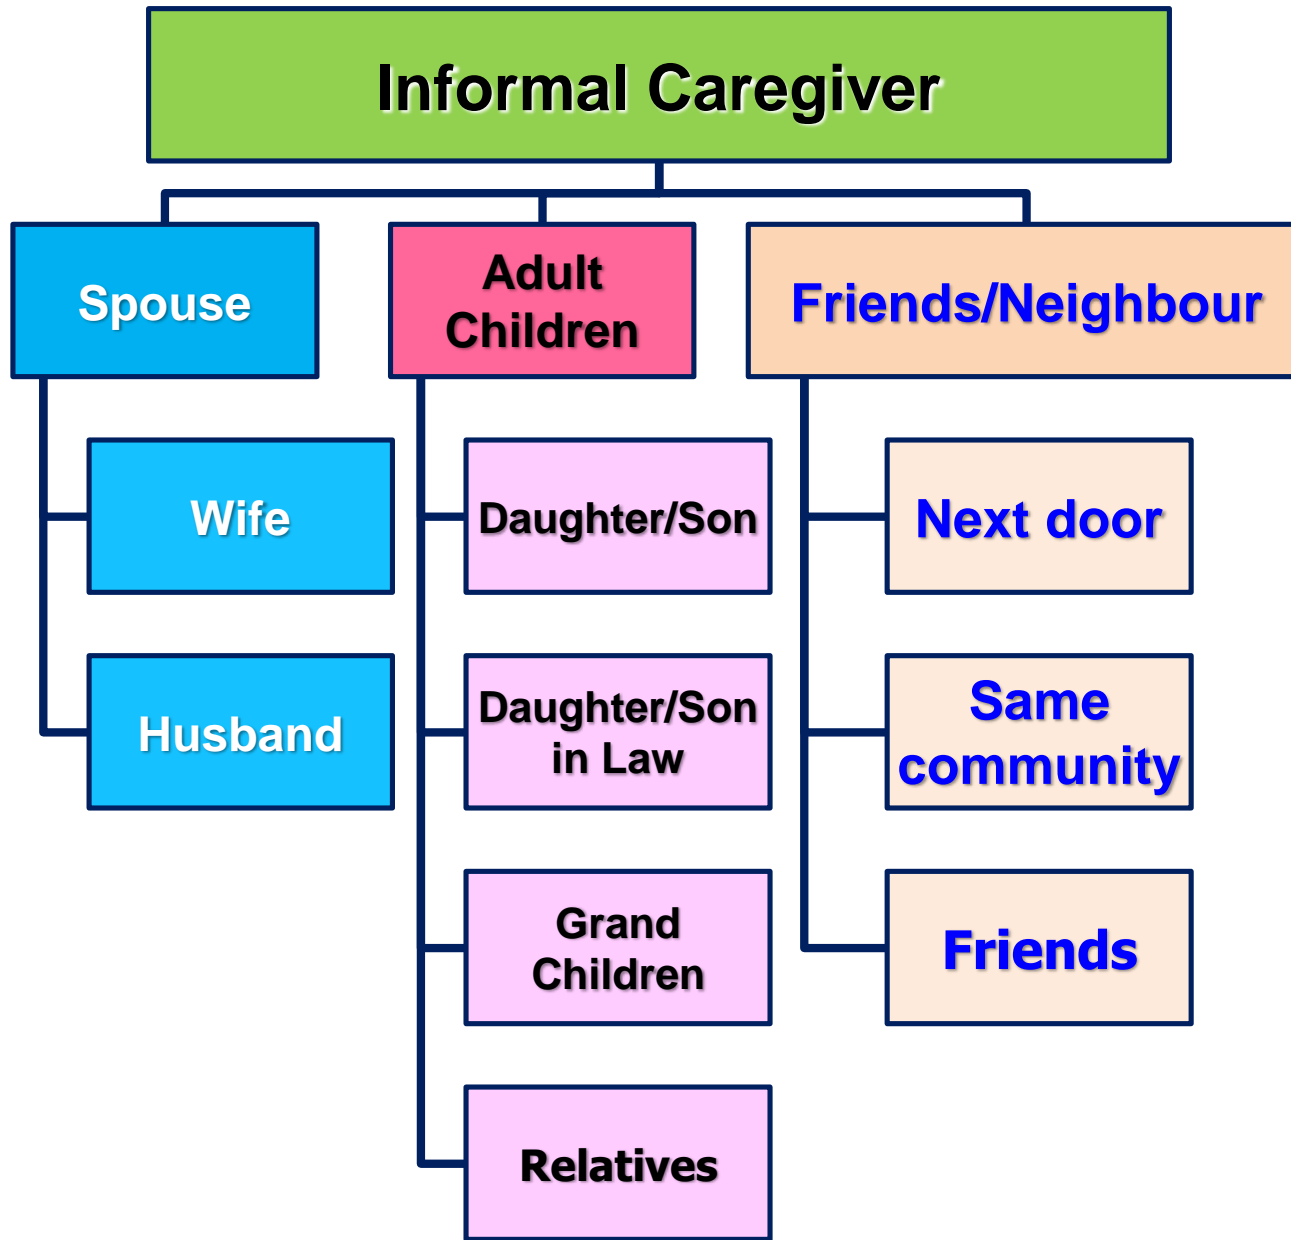 Informal Caregiver
Spouse
Adult
Children
Friends/Neighbour
Wife
Husband
Daughter/Son
Daughter/Son
in Law
Grand
Children
Relatives
Next door
Same
community
Friends